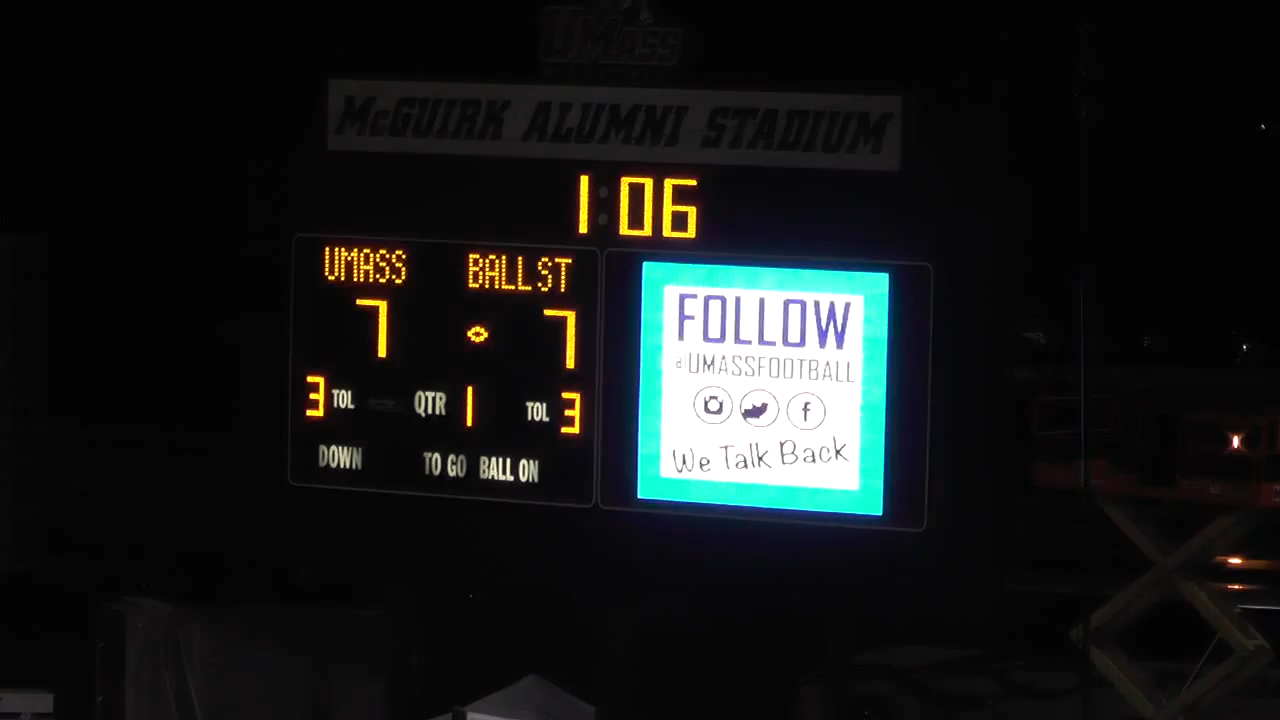 UMASS
McGUIRK ALUMNI STADIUM
1:06
UMASS BALL ST
7 7
3 TOL QTR 1 TOL 3
DOWN TO GO BALL ON
FOLLOW
@UMASSFOOTBALL
f
We Talk Back